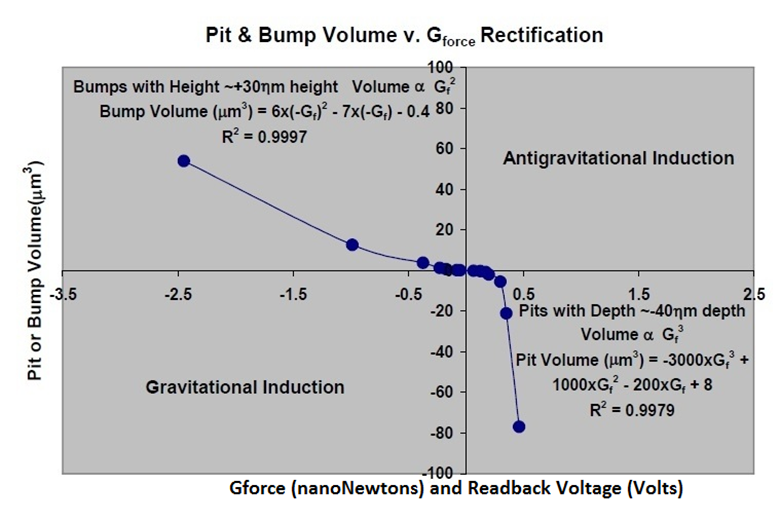 Pit & Bump Volume v. Gforce Rectification
100
Bumps with Height ~+30ηm height Volume α Gf²
Bump Volume (μm³) = 6x(-Gf)² - 7x(-Gf) - 0.4
R² = 0.9997
80
60
Antigravitational Induction
40
20
Pit or Bump Volume(μm³)
-3.5
-2.5
-1.5
-0.5
0.5
1.5
2.5
-20
Pits with Depth ~-40ηm depth
Volume α Gf³
-40
Pit Volume (μm³) = -3000xGf³ +
1000xGf² - 200xGf + 8
R² = 0.9979
Gravitational Induction
-60
-80
-100
Gforce (nanoNewtons) and Readback Voltage (Volts)